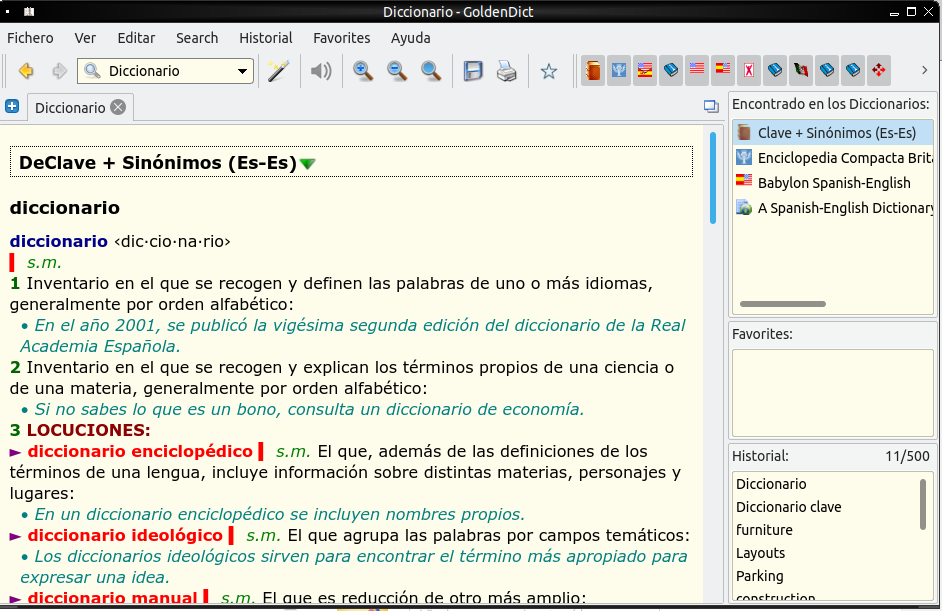 Diccionario - GoldenDict
Fichero Ver Editar Search Historial Favorites Ayuda
Diccionario
Diccionario
DeClave + Sinónimos (Es-Es)
diccionario
diccionario ‹dic·cio·na·rio›
s.m.
1 Inventario en el que se recogen y definen las palabras de uno o más idiomas,
generalmente por orden alfabético:
• En el año 2001, se publicó la vigésima segunda edición del diccionario de la Real
Academia Española.
2 Inventario en el que se recogen y explican los términos propios de una ciencia o
de una materia, generalmente por orden alfabético:
• Si no sabes lo que es un bono, consulta un diccionario de economía.
3 LOCUCIONES:
► diccionario enciclopédico s.m. El que, además de las definiciones de los
términos de una lengua, incluye información sobre distintas materias, personajes y
lugares:
• En un diccionario enciclopédico se incluyen nombres propios.
► diccionario ideológico s.m. El que agrupa las palabras por campos temáticos:
• Los diccionarios ideológicos sirven para encontrar el término más apropiado para
expresar una idea.
► diccionario manual s.m. El que es reducción de otro más amplio:
Encontrado en los Diccionarios:
Clave + Sinónimos (Es-Es)
Enciclopedia Compacta Brita
Babylon Spanish-English
A Spanish-English Dictionary
Favorites:
Historial: 11/500
Diccionario
Diccionario clave
furniture
Layouts
Parking
construction